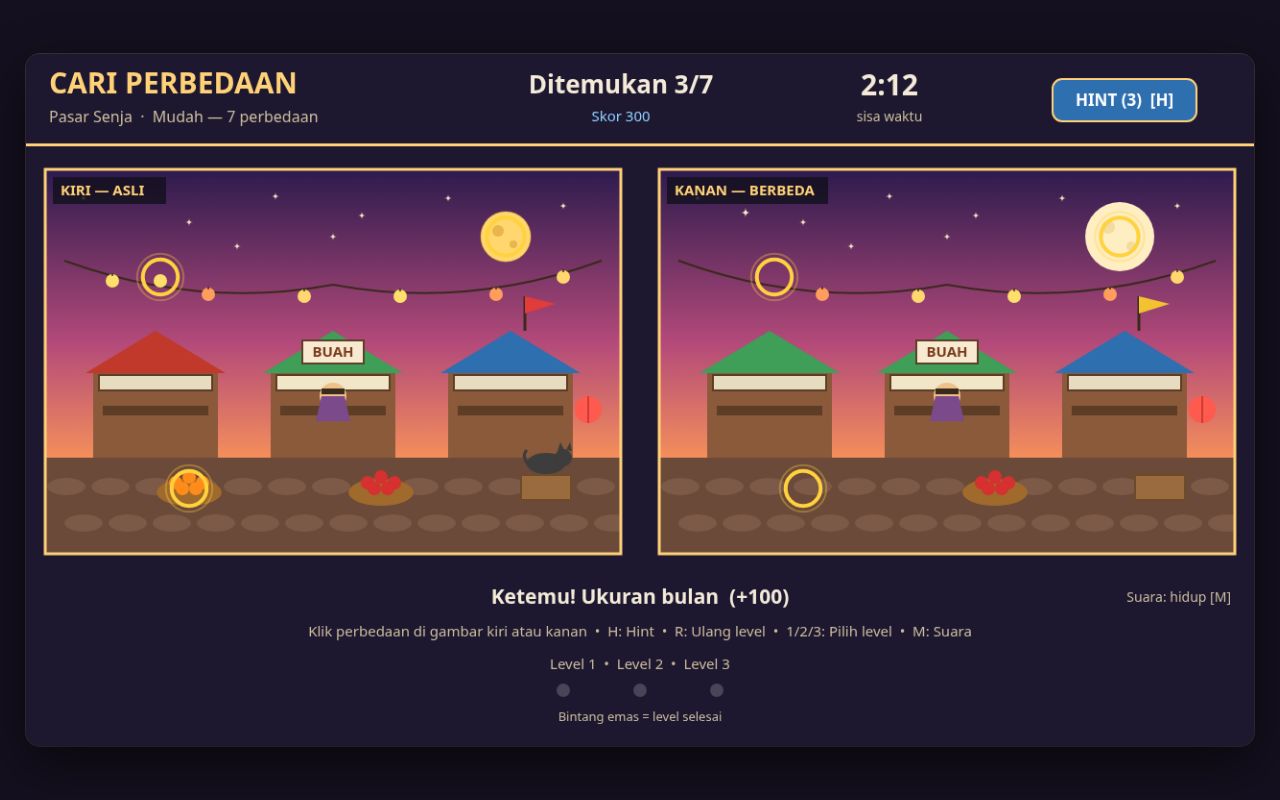 CARI PERBEDAAN
Pasar Senja · Mudah — 7 perbedaan
Ditemukan 3/7
Skor 300
2:12
sisa waktu
HINT (3) [H]
KIRI — ASLI
BUAH
KANAN — BERBEDA
BUAH
Ketemu! Ukuran bulan (+100)
Suara: hidup [M]
Klik perbedaan di gambar kiri atau kanan • H: Hint • R: Ulang level • 1/2/3: Pilih level • M: Suara
Level 1 • Level 2 • Level 3
Bintang emas = level selesai